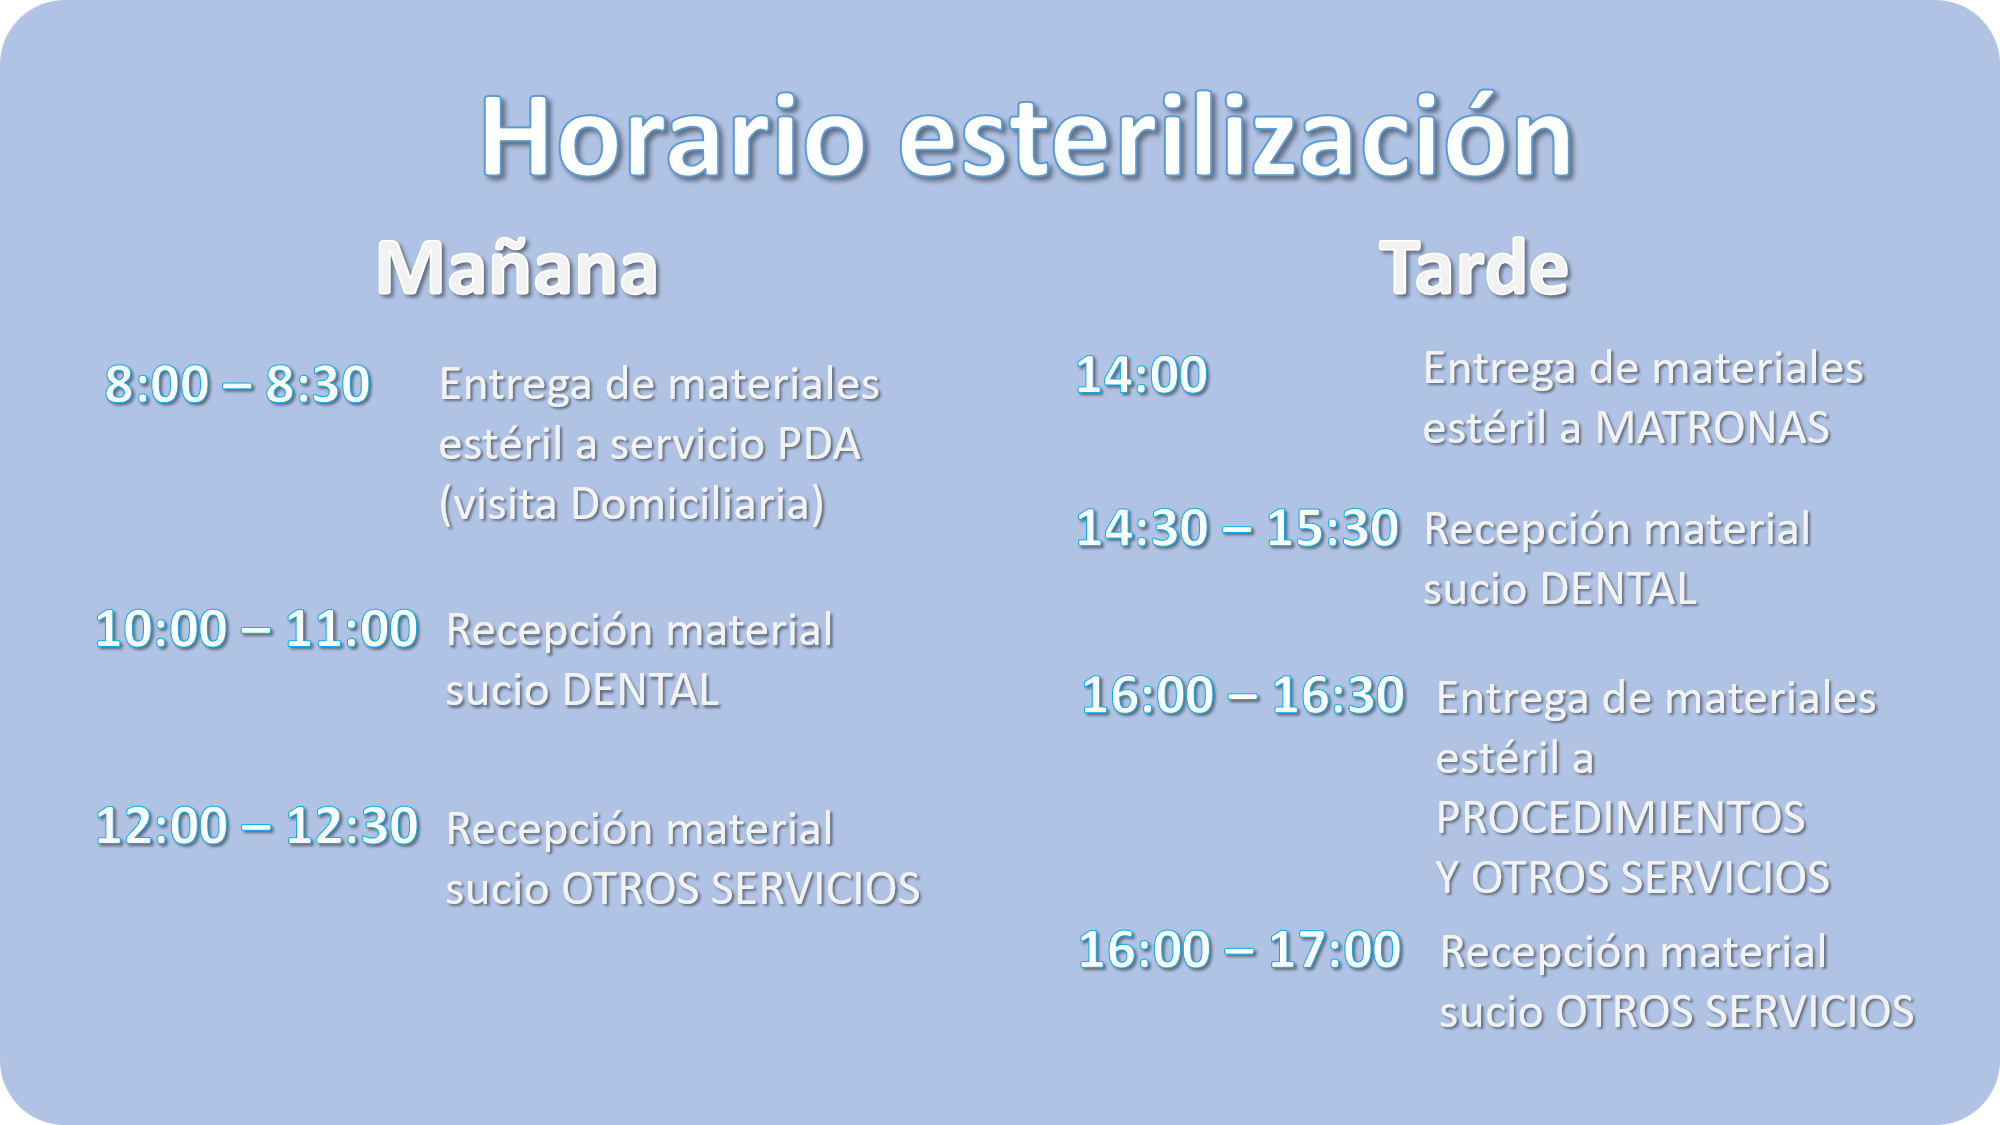 Horario esterilización
Mañana
8:00 – 8:30
Entrega de materiales
estéril a servicio PDA
(visita Domiciliaria)
10:00 – 11:00
Recepción material
sucio DENTAL
12:00 – 12:30
Recepción material
sucio OTROS SERVICIOS
Tarde
14:00
Entrega de materiales
estéril a MATRONAS
14:30 – 15:30
Recepción material
sucio DENTAL
16:00 – 16:30
Entrega de materiales
estéril a
PROCEDIMIENTOS
Y OTROS SERVICIOS
16:00 – 17:00
Recepción material
sucio OTROS SERVICIOS